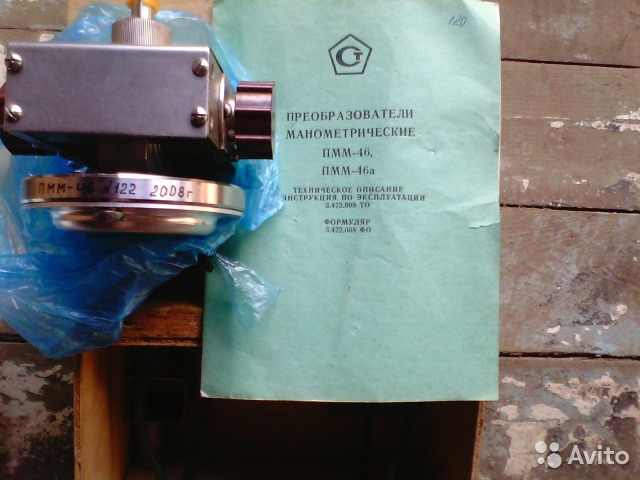 120
СТ
ПРЕОБРАЗОВАТЕЛИ
МАНОМЕТРИЧЕСКИЕ
ПММ-46,
ПММ-46а
ТЕХНИЧЕСКОЕ ОПИСАНИЕ
ИНСТРУКЦИЯ ПО ЭКСПЛУАТАЦИИ
3.472.008 ТО
ФОРМУЛЯР
3.472.008 ФО
ПММ-46 №122 2008г
Avito